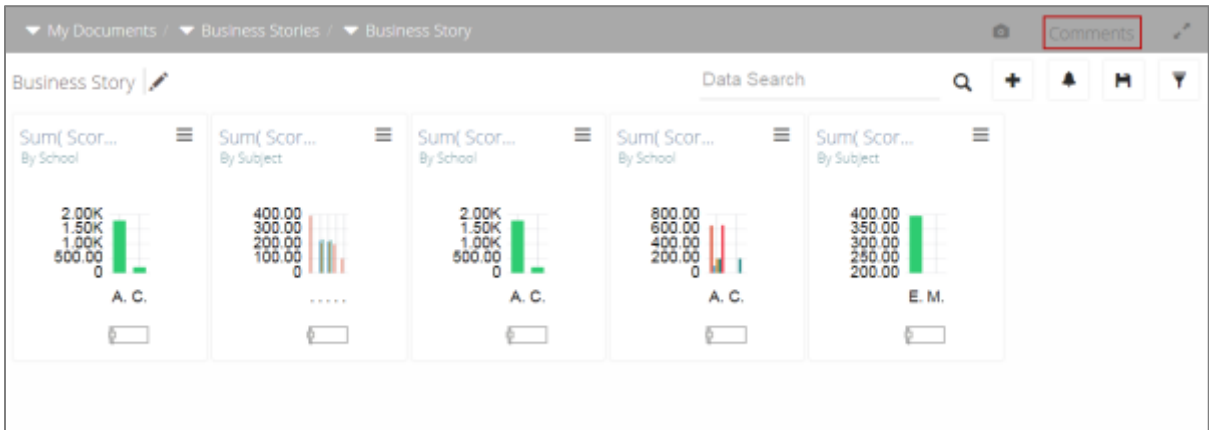 My Documents / Business Stories / Business Story
Comments
Business Story
Data Search
Sum( Scor...
By School
2.00K
1.50K
1.00K
500.00
0
A. C.
Sum( Scor...
By Subject
400.00
300.00
200.00
100.00
0
. . . . .
Sum( Scor...
By School
2.00K
1.50K
1.00K
500.00
0
A. C.
Sum( Scor...
By School
800.00
600.00
400.00
200.00
0
A. C.
Sum( Scor...
By Subject
400.00
350.00
300.00
250.00
200.00
E. M.